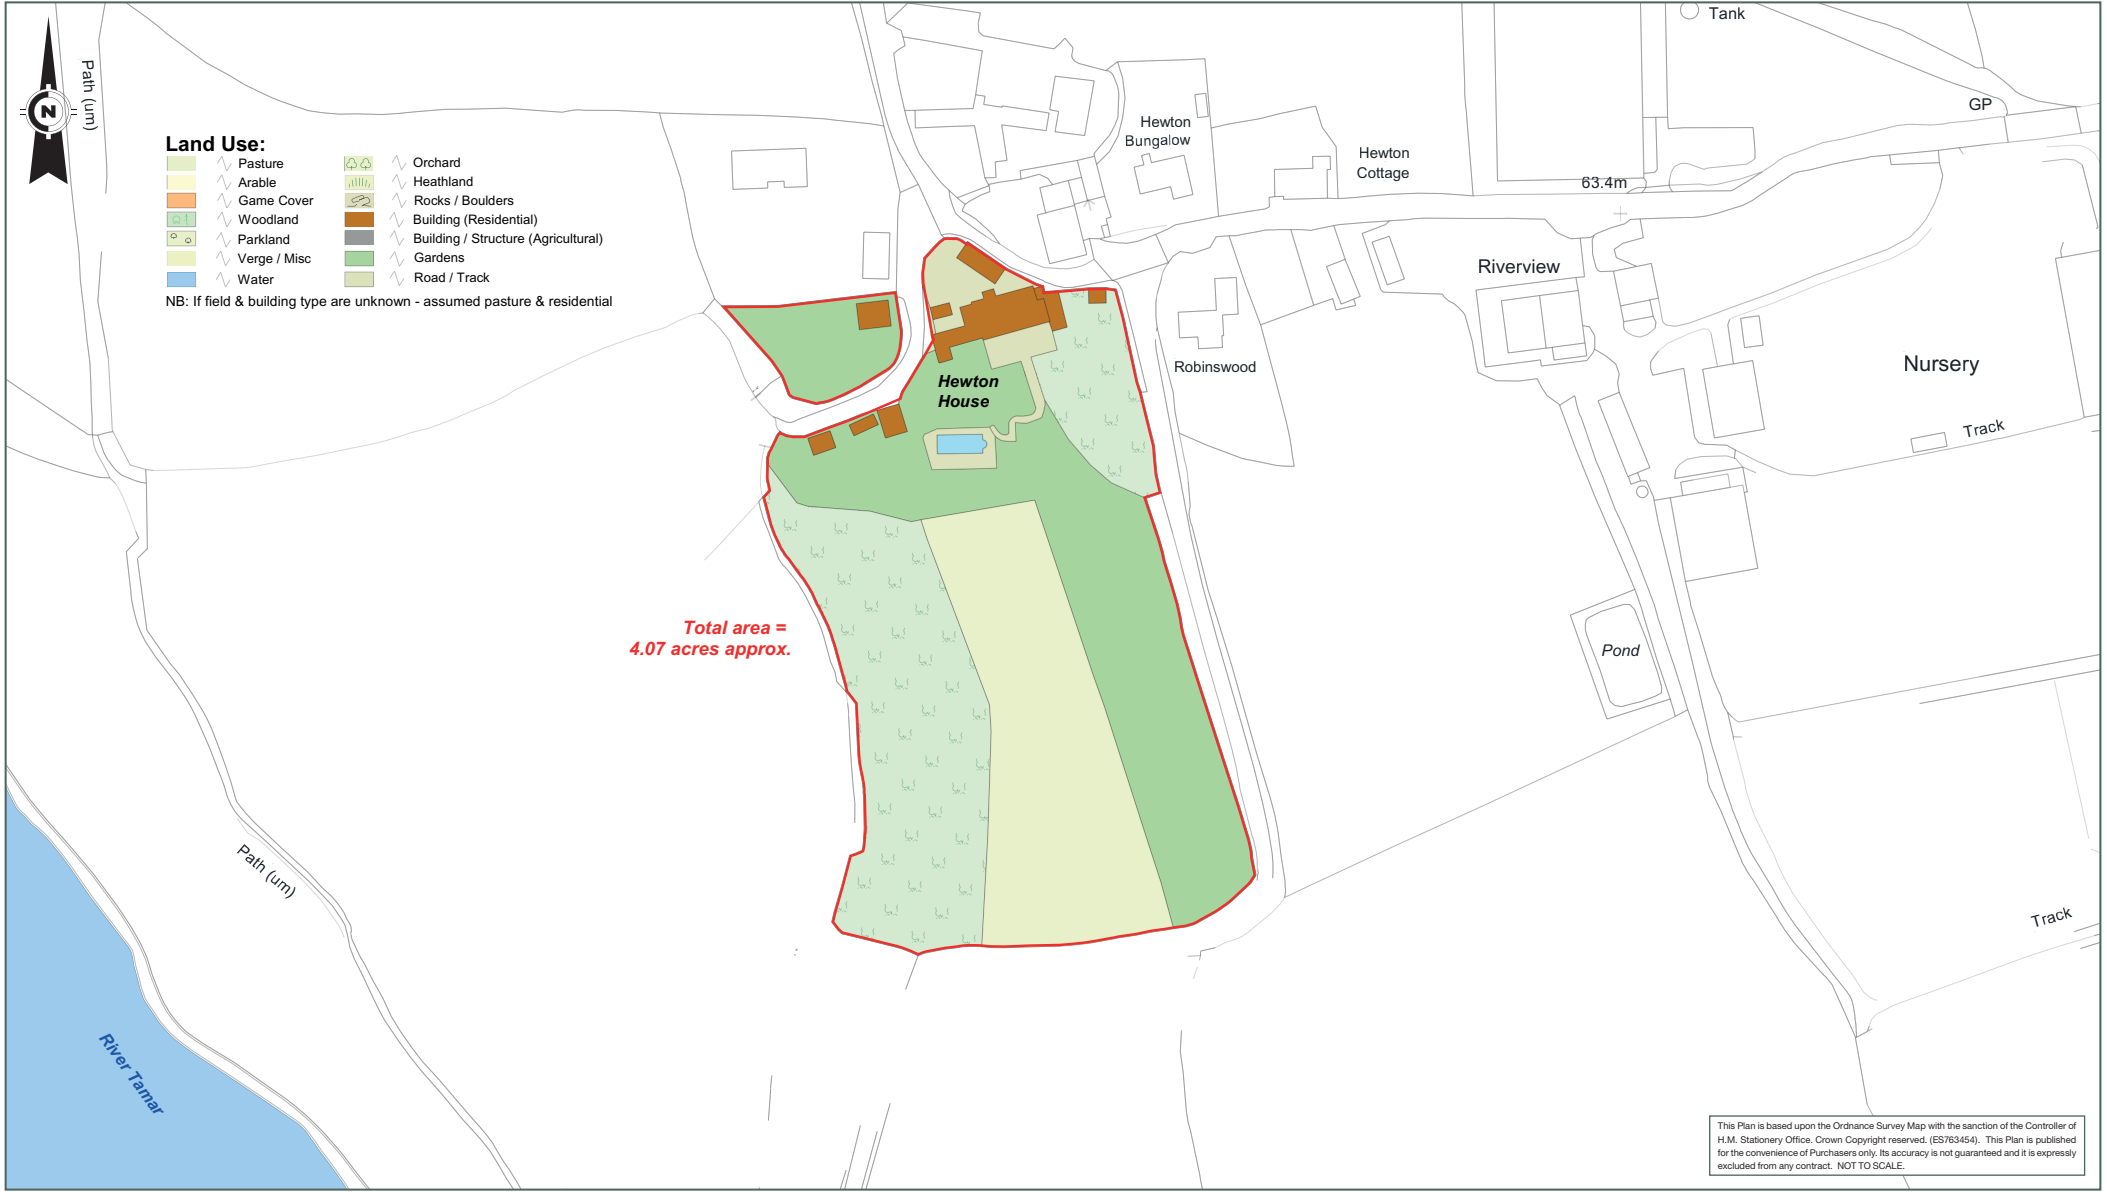 Tank
Path (um)
N
GP
Hewton
Bungalow
Land Use:
Pasture
Orchard
Arable
Heathland
Game Cover
Rocks / Boulders
Woodland
Building (Residential)
Parkland
Building / Structure (Agricultural)
Verge / Misc
Gardens
Water
Road / Track
NB: If field & building type are unknown - assumed pasture & residential
Hewton
Cottage
63.4m
Riverview
Robinswood
Nursery
Hewton
House
Track
Total area =
4.07 acres approx.
Pond
Path (um)
Track
River Tamar
This Plan is based upon the Ordnance Survey Map with the sanction of the Controller of
H.M. Stationery Office. Crown Copyright reserved. (ES763454). This Plan is published
for the convenience of Purchasers only. Its accuracy is not guaranteed and it is expressly
excluded from any contract. NOT TO SCALE.